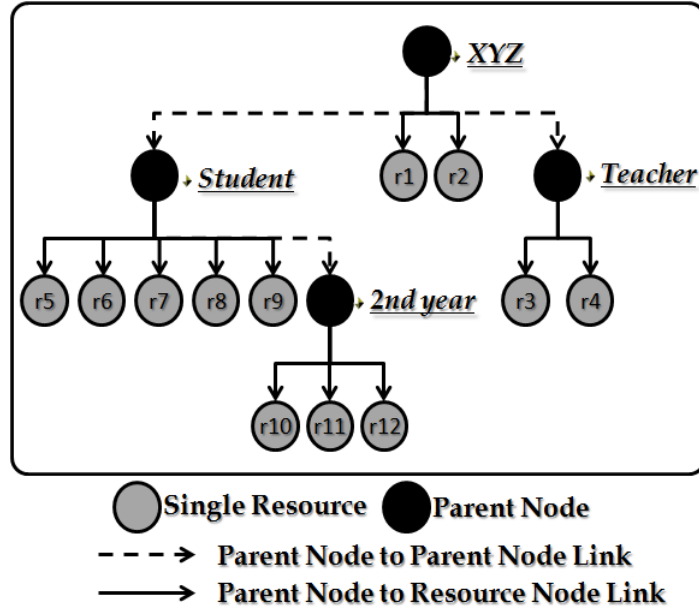 XYZ
Student
r1 r2
Teacher
r5 r6 r7 r8 r9
2nd year
r3 r4
r10 r11 r12
Single Resource
Parent Node
Parent Node to Parent Node Link
Parent Node to Resource Node Link